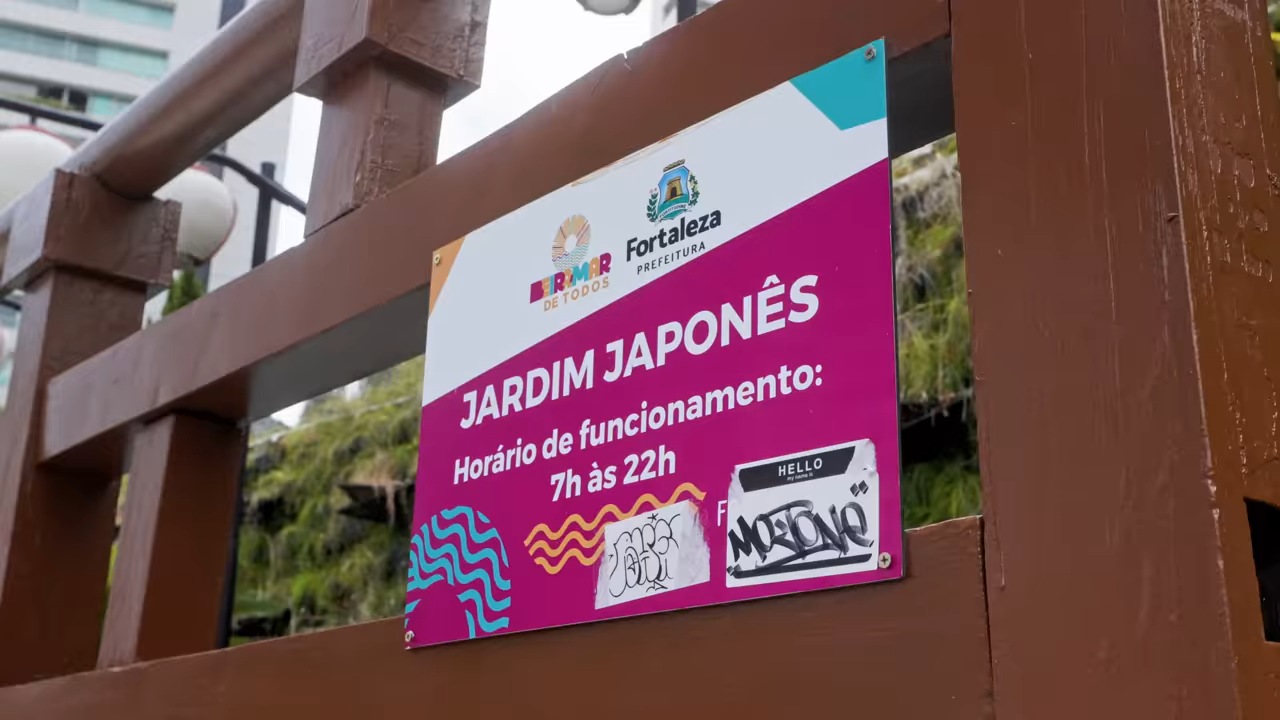 BEIRAMAR
DE TODOS
Fortaleza
PREFEITURA
JARDIM JAPONÊS
Horário de funcionamento:
7h às 22h
F
HELLO
my name is